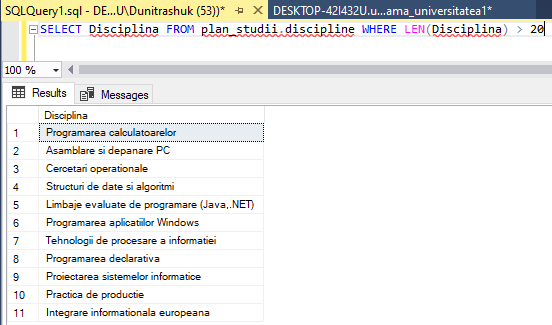 SQLQuery1.sql - DE...U\Dunitrashuk (53))* DESKTOP-42I432U.u...ama_universitatea1*
SELECT Disciplina FROM plan_studii.discipline WHERE LEN(Disciplina) > 20
100 %
Results Messages
Disciplina
1 Programarea calculatoarelor
2 Asamblare si depanare PC
3 Cercetari operationale
4 Structuri de date si algoritmi
5 Limbaje evaluate de programare (Java,.NET)
6 Programarea aplicatiilor Windows
7 Tehnologii de procesare a informatiei
8 Programarea declarativa
9 Proiectarea sistemelor informatice
10 Practica de productie
11 Integrare informationala europeana